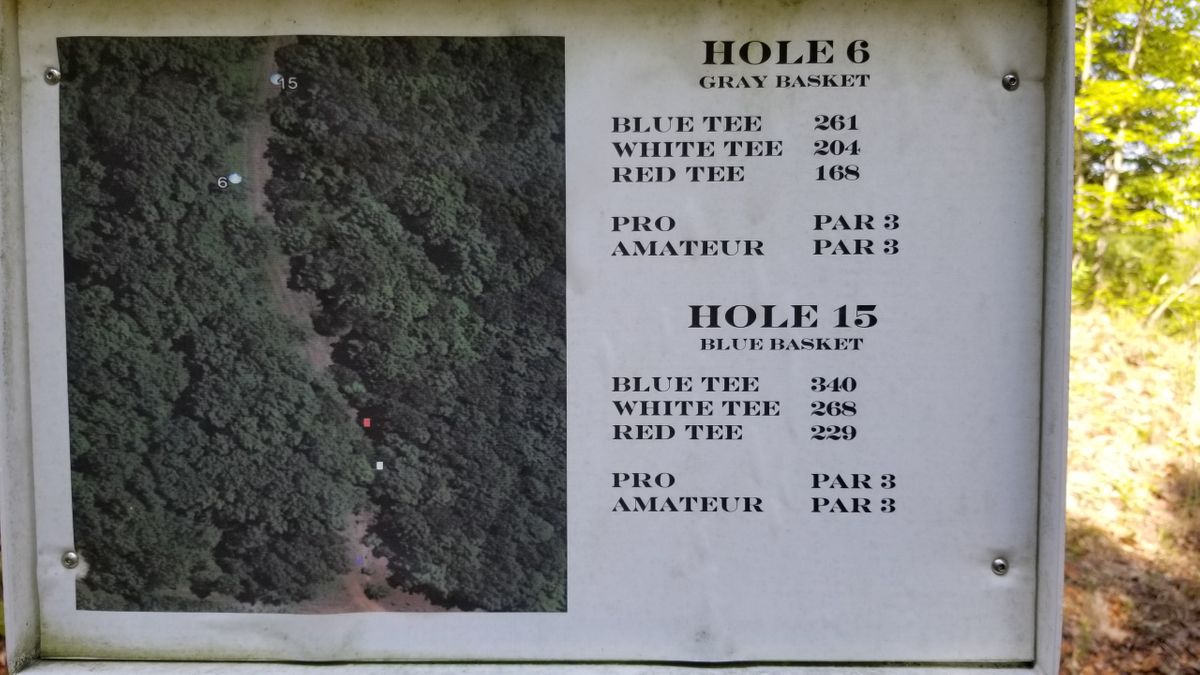 15
6
HOLE 6
GRAY BASKET
BLUE TEE 261
WHITE TEE 204
RED TEE 168
PRO PAR 3
AMATEUR PAR 3
HOLE 15
BLUE BASKET
BLUE TEE 340
WHITE TEE 268
RED TEE 229
PRO PAR 3
AMATEUR PAR 3